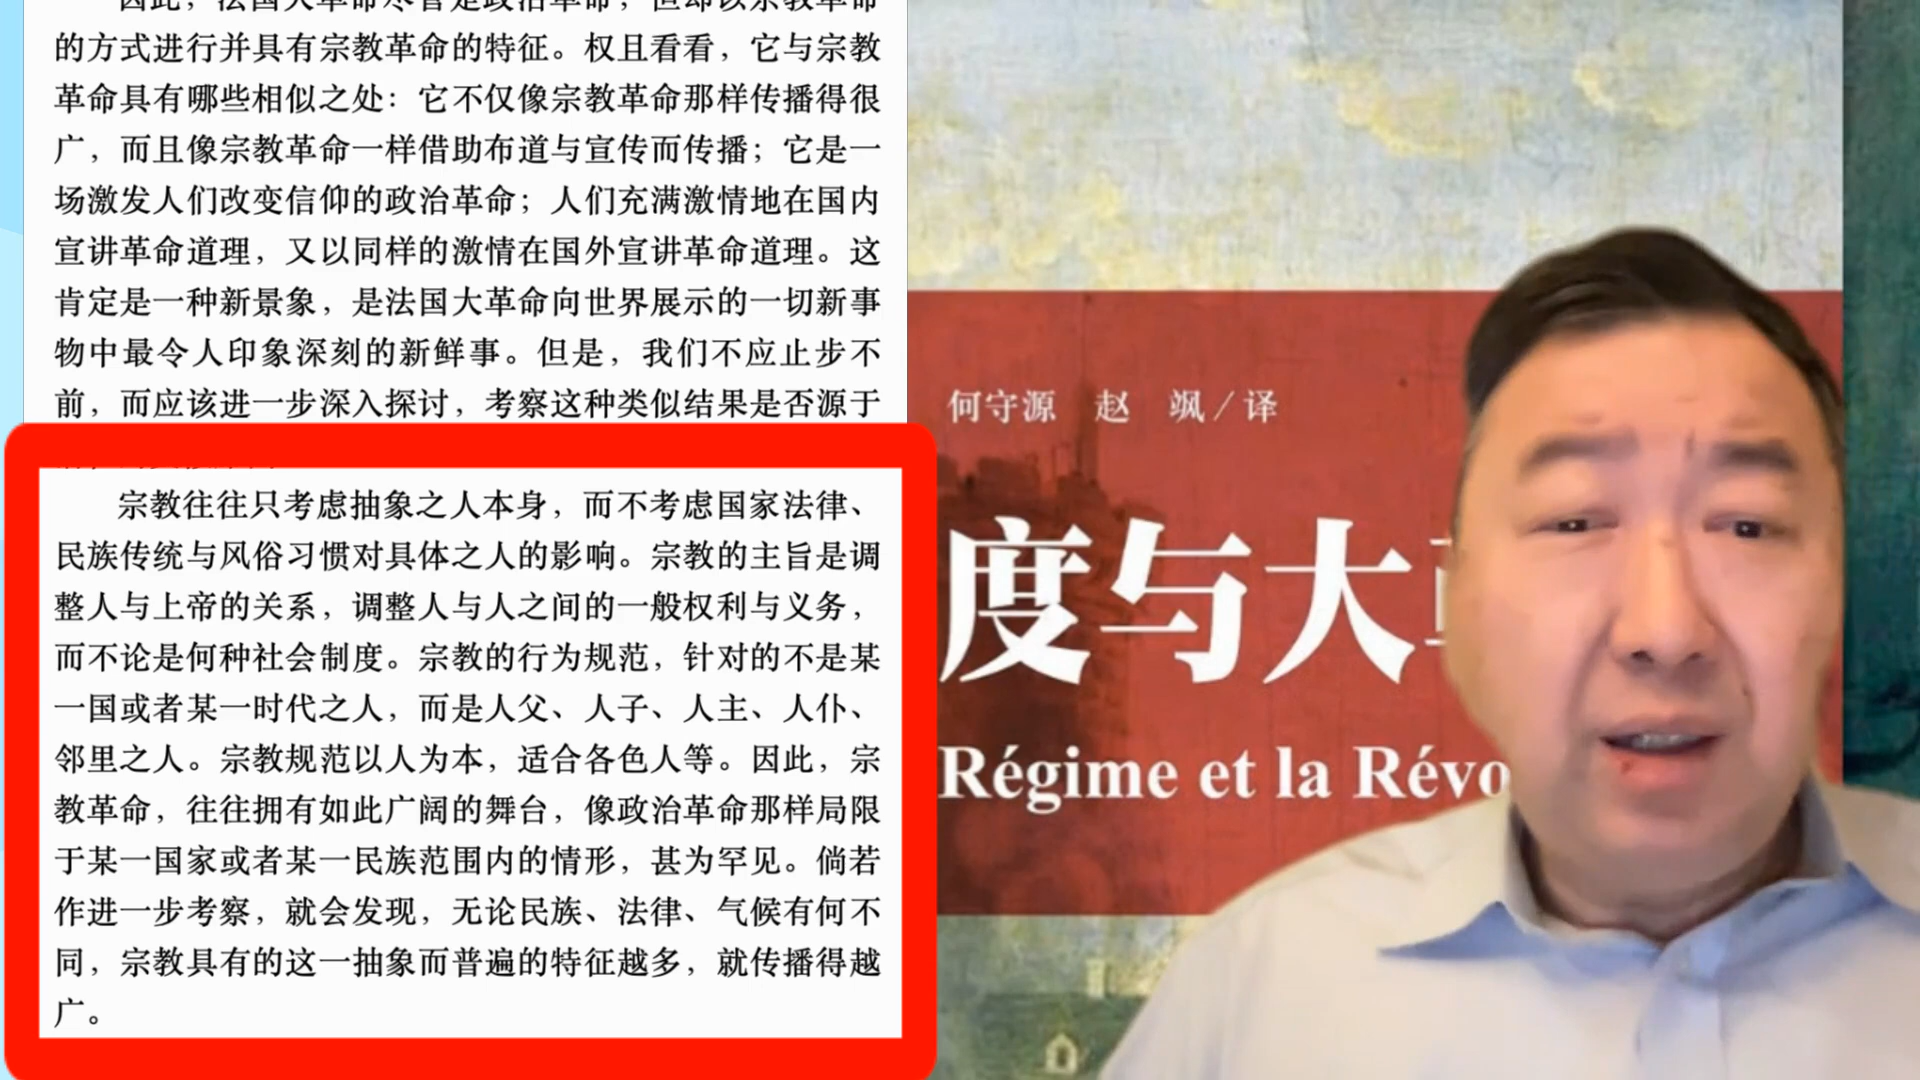 因此，法国大革命尽管是政治革命，但却以宗教革命
的方式进行并具有宗教革命的特征。权且看看，它与宗教
革命具有哪些相似之处：它不仅像宗教革命那样传播得很
广，而且像宗教革命一样借助布道与宣传而传播；它是一
场激发人们改变信仰的政治革命；人们充满激情地在国内
宣讲革命道理，又以同样的激情在国外宣讲革命道理。这
肯定是一种新景象，是法国大革命向世界展示的一切新事
物中最令人印象深刻的新鲜事。但是，我们不应止步不
前，而应该进一步深入探讨，考察这种类似结果是否源于
宗教往往只考虑抽象之人本身，而不考虑国家法律、
民族传统与风俗习惯对具体之人的影响。宗教的主旨是调
整人与上帝的关系，调整人与人之间的一般权利与义务，
而不论是何种社会制度。宗教的行为规范，针对的不是某
一国或者某一时代之人，而是人父、人子、人主、人仆、
邻里之人。宗教规范以人为本，适合各色人等。因此，宗
教革命，往往拥有如此广阔的舞台，像政治革命那样局限
于某一国家或者某一民族范围内的情形，甚为罕见。倘若
作进一步考察，就会发现，无论民族、法律、气候有何不
同，宗教具有的这一抽象而普遍的特征越多，就传播得越
广。
何守源 赵 飒／译
度与大
Régime et la Révo